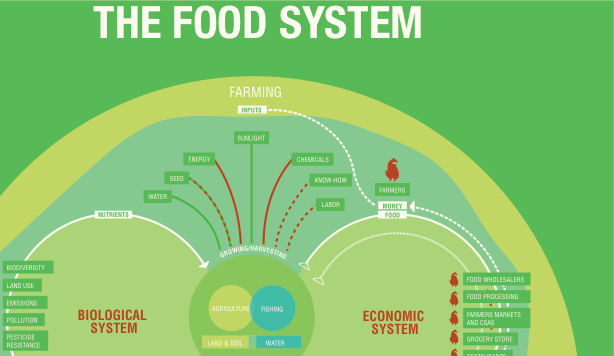 THE FOOD SYSTEM
FARMING
INPUTS
SUNLIGHT
ENERGY
CHEMICALS
SEED
KNOW-HOW
WATER
LABOR
FARMERS
MONEY
FOOD
NUTRIENTS
GROWING/HARVESTING
BIODIVERSITY
LAND USE
EMISSIONS
POLLUTION
PESTICIDE
RESISTANCE
BIOLOGICAL
SYSTEM
AGRICULTURE
FISHING
LAND & SOIL
WATER
ECONOMIC
SYSTEM
FOOD WHOLESALERS
FOOD PROCESSING
FARMERS MARKETS
AND CSAS
GROCERY STORE
RESTAURANTS